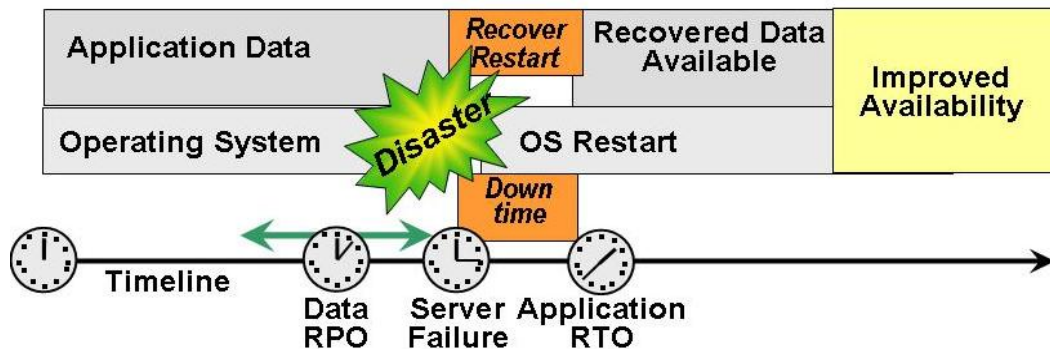 Application Data
Recover
Restart
Recovered Data
Available
Improved
Availability
Operating System
Disaster
OS Restart
Down
time
Timeline
Data
RPO
Server
Failure
Application
RTO